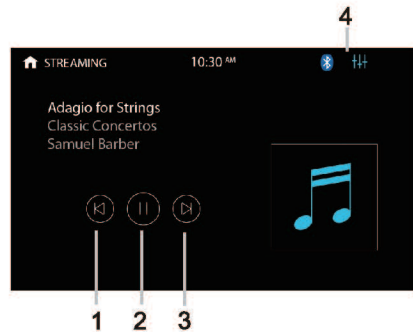 4
STREAMING 10:30 AM
Adagio for Strings
Classic Concertos
Samuel Barber
1 2 3